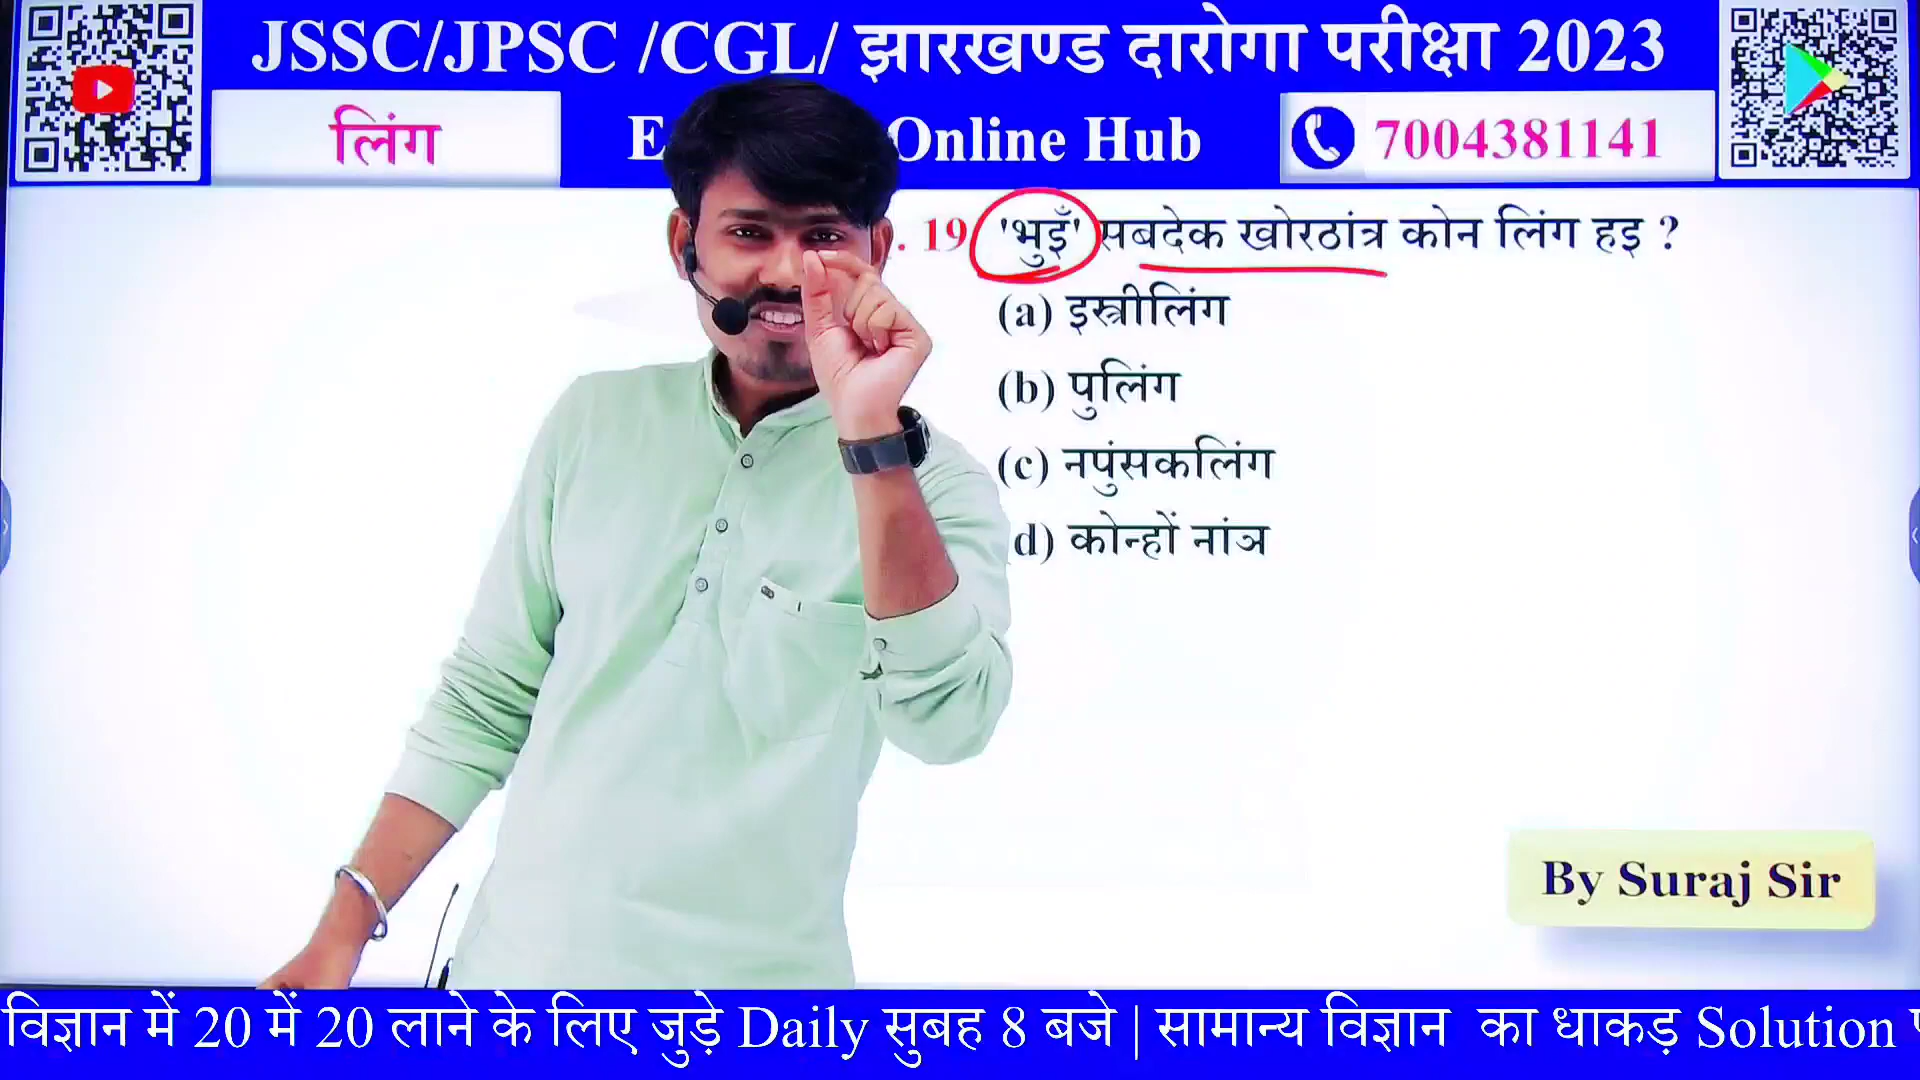 JSSC/JPSC /CGL/ झारखण्ड दारोगा परीक्षा 2023
लिंग
Online Hub
7004381141
. 19 'भुइँ' सबदेक खोरठांत्र कोन लिंग हइ ?
(a) इस्त्रीलिंग
(b) पुलिंग
(c) नपुंसकलिंग
(d) कोन्हों नांञ
By Suraj Sir
विज्ञान में 20 में 20 लाने के लिए जुड़े Daily सुबह 8 बजे | सामान्य विज्ञान का धाकड़ Solution